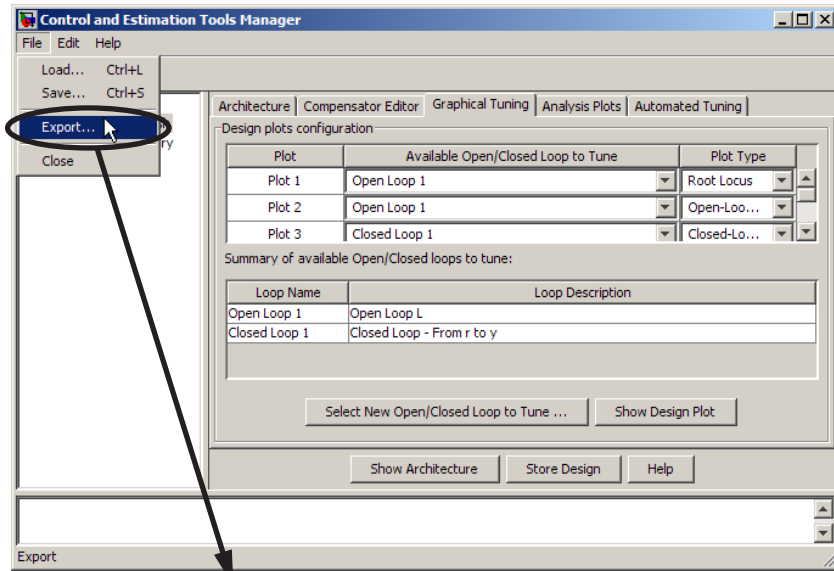 Control and Estimation Tools Manager
File Edit Help
Load... Ctrl+L
Save... Ctrl+S
Export...
Close
ry
Architecture Compensator Editor Graphical Tuning Analysis Plots Automated Tuning
Design plots configuration
Plot Available Open/Closed Loop to Tune Plot Type
Plot 1 Open Loop 1 Root Locus
Plot 2 Open Loop 1 Open-Loo...
Plot 3 Closed Loop 1 Closed-Lo...
Summary of available Open/Closed loops to tune:
Loop Name Loop Description
Open Loop 1 Open Loop L
Closed Loop 1 Closed Loop - From r to y
Select New Open/Closed Loop to Tune ... Show Design Plot
Show Architecture Store Design Help
Export